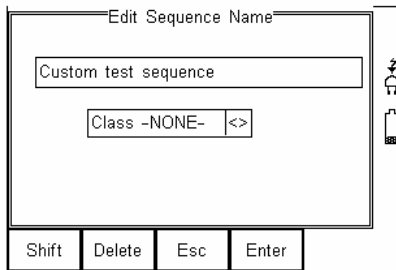 Edit Sequence Name
Custom test sequence
Class -NONE- <>
Shift Delete Esc Enter